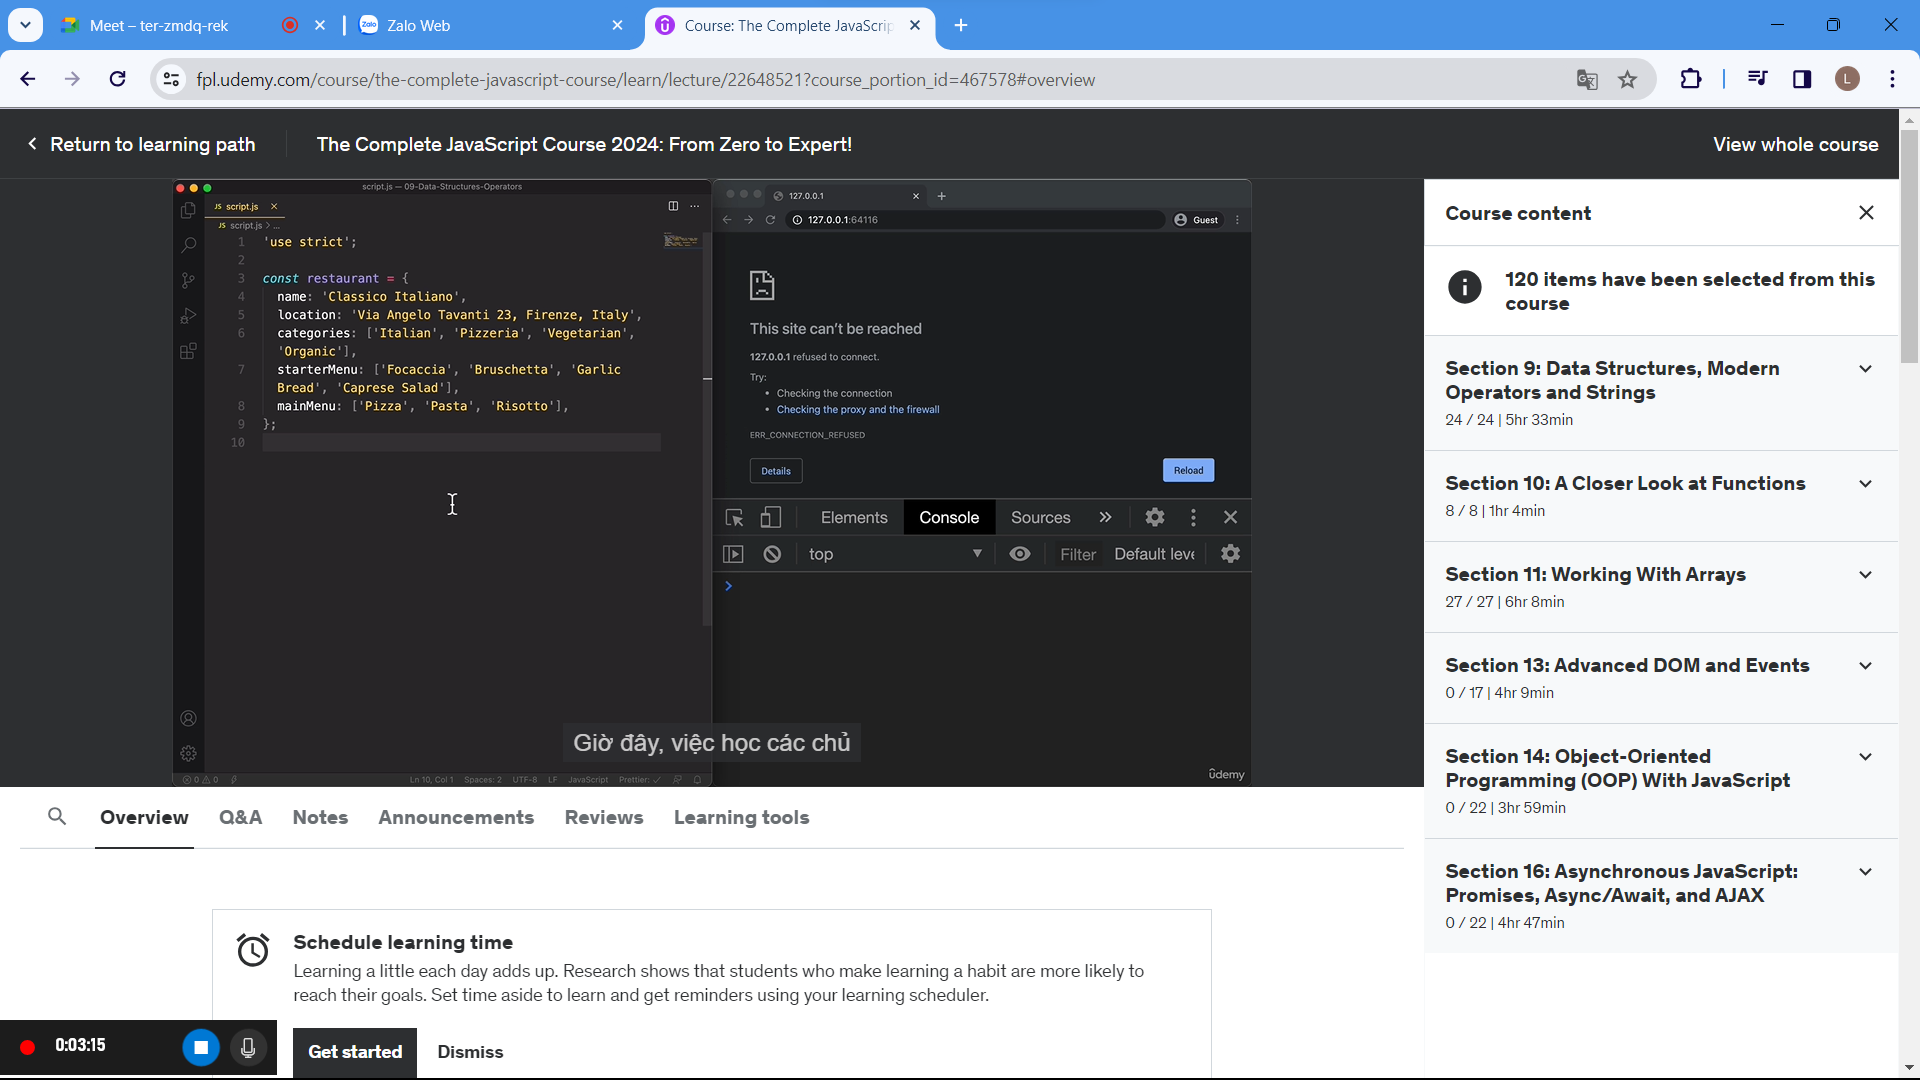 Meet – ter-zmdq-rek
Zalo Web
Course: The Complete JavaScrip
fpl.udemy.com/course/the-complete-javascript-course/learn/lecture/22648521?course_portion_id=467578#overview
L
Return to learning path
The Complete JavaScript Course 2024: From Zero to Expert!
View whole course
script.js — 09-Data-Structures-Operators
JS script.js
JS script.js > ...
1 'use strict';
2
3 const restaurant = {
4 name: 'Classico Italiano',
5 location: 'Via Angelo Tavanti 23, Firenze, Italy',
6 categories: ['Italian', 'Pizzeria', 'Vegetarian',
'Organic'],
7 starterMenu: ['Focaccia', 'Bruschetta', 'Garlic
Bread', 'Caprese Salad'],
8 mainMenu: ['Pizza', 'Pasta', 'Risotto'],
9 };
10
0 0
Ln 10, Col 1 Spaces: 2 UTF-8 LF JavaScript Prettier: ✓
127.0.0.1
127.0.0.1:64116
Guest
This site can't be reached
127.0.0.1 refused to connect.
Try:
• Checking the connection
• Checking the proxy and the firewall
ERR_CONNECTION_REFUSED
Details
Reload
Elements
Console
Sources
top
Filter
Default leve
Giờ đây, việc học các chủ
ûdemy
Course content
120 items have been selected from this
course
Section 9: Data Structures, Modern
Operators and Strings
24 / 24 | 5hr 33min
Section 10: A Closer Look at Functions
8 / 8 | 1hr 4min
Section 11: Working With Arrays
27 / 27 | 6hr 8min
Section 13: Advanced DOM and Events
0 / 17 | 4hr 9min
Section 14: Object-Oriented
Programming (OOP) With JavaScript
0 / 22 | 3hr 59min
Section 16: Asynchronous JavaScript:
Promises, Async/Await, and AJAX
0 / 22 | 4hr 47min
Overview
Q&A
Notes
Announcements
Reviews
Learning tools
Schedule learning time
Learning a little each day adds up. Research shows that students who make learning a habit are more likely to
reach their goals. Set time aside to learn and get reminders using your learning scheduler.
Get started
Dismiss
0:03:15